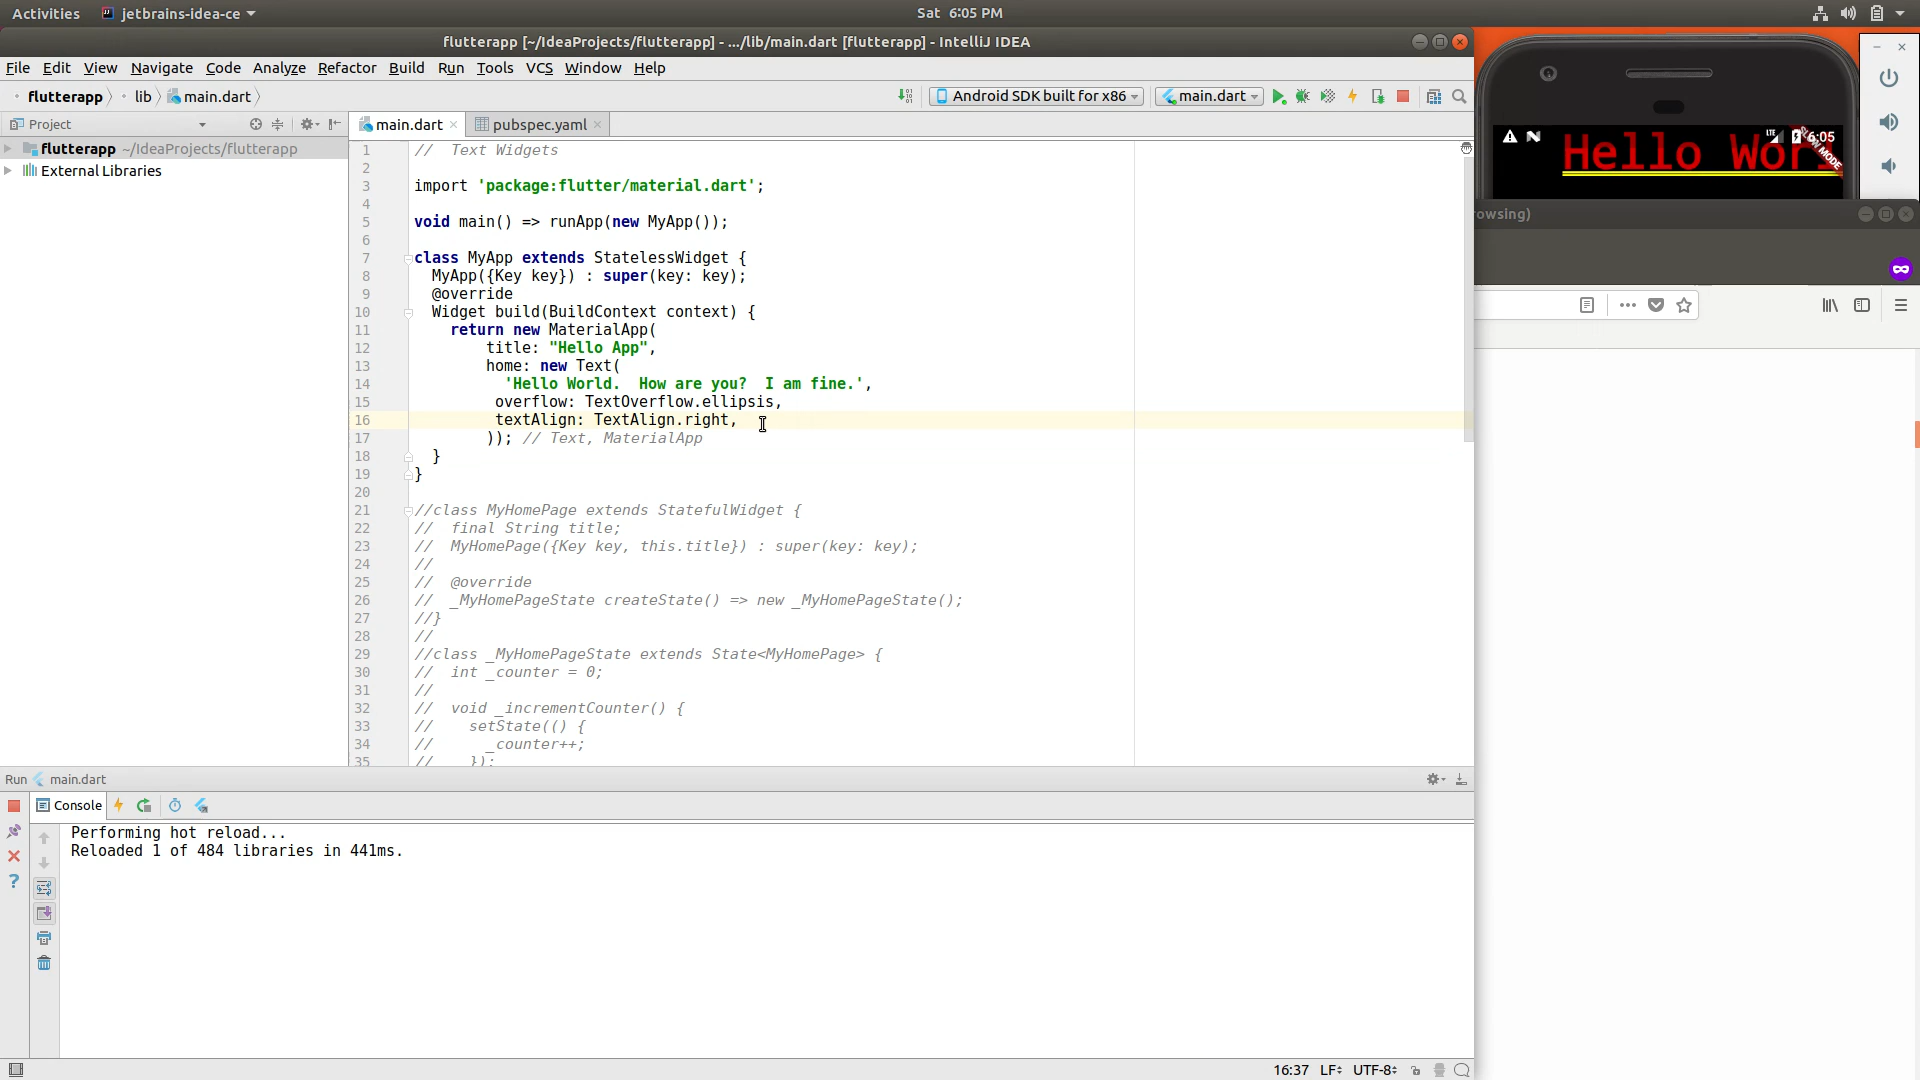 Activities jetbrains-idea-ce Sat 6:05 PM
flutterapp [~/IdeaProjects/flutterapp] - .../lib/main.dart [flutterapp] - IntelliJ IDEA
File Edit View Navigate Code Analyze Refactor Build Run Tools VCS Window Help
flutterapp lib main.dart Android SDK built for x86 main.dart
Project main.dart pubspec.yaml
flutterapp ~/IdeaProjects/flutterapp
External Libraries
1 // Text Widgets
2
3 import 'package:flutter/material.dart';
4
5 void main() => runApp(new MyApp());
6
7 class MyApp extends StatelessWidget {
8 MyApp({Key key}) : super(key: key);
9 @override
10 Widget build(BuildContext context) {
11 return new MaterialApp(
12 title: "Hello App",
13 home: new Text(
14 'Hello World.  How are you?  I am fine.',
15 overflow: TextOverflow.ellipsis,
16 textAlign: TextAlign.right,
17 )); // Text, MaterialApp
18 }
19 }
20
21 //class MyHomePage extends StatefulWidget {
22 //  final String title;
23 //  MyHomePage({Key key, this.title}) : super(key: key);
24 //
25 //  @override
26 //  _MyHomePageState createState() => new _MyHomePageState();
27 //}
28 //
29 //class _MyHomePageState extends State<MyHomePage> {
30 //  int _counter = 0;
31 //
32 //  void _incrementCounter() {
33 //    setState(() {
34 //      _counter++;
35 //    });
Run main.dart
Console
Performing hot reload...
Reloaded 1 of 484 libraries in 441ms.
16:37 LF UTF-8
LTE 6:05
SLOW MODE
Hello Wor
owsing)